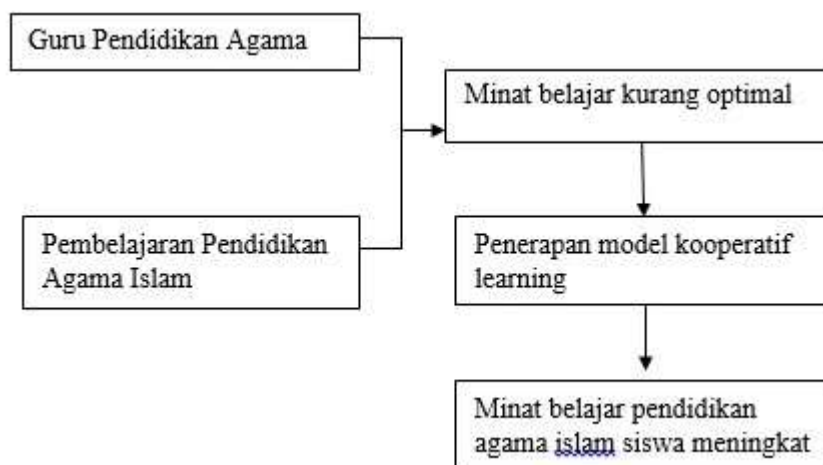 Guru Pendidikan Agama
Minat belajar kurang optimal
Pembelajaran Pendidikan
Agama Islam
Penerapan model kooperatif
learning
Minat belajar pendidikan
agama islam siswa meningkat